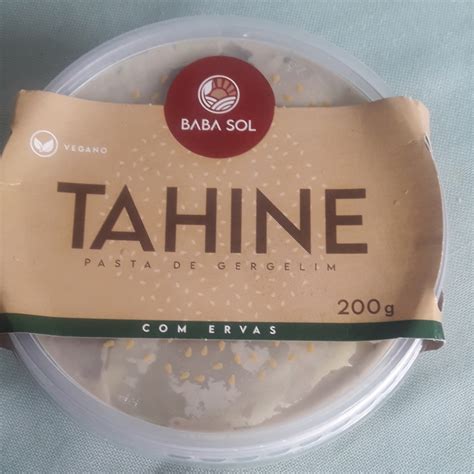 BABA SOL
VEGANO
TAHINE
PASTA DE GERGELIM
200g
COM ERVAS